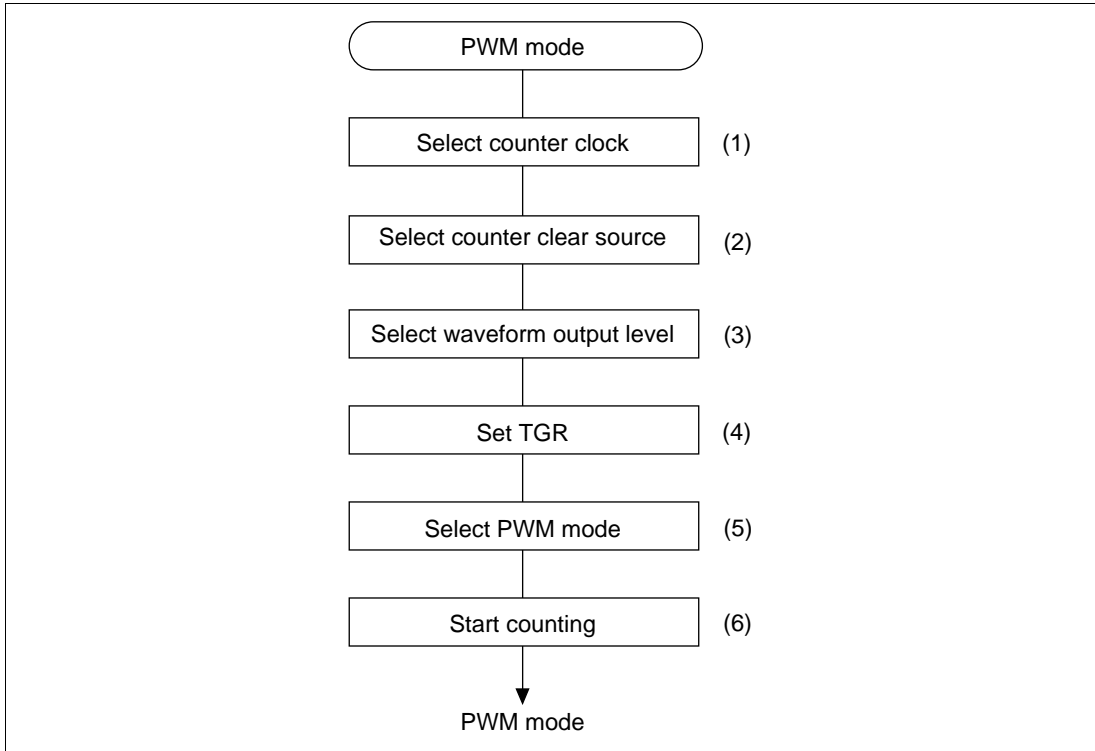 PWM mode
Select counter clock (1)
Select counter clear source (2)
Select waveform output level (3)
Set TGR (4)
Select PWM mode (5)
Start counting (6)
PWM mode